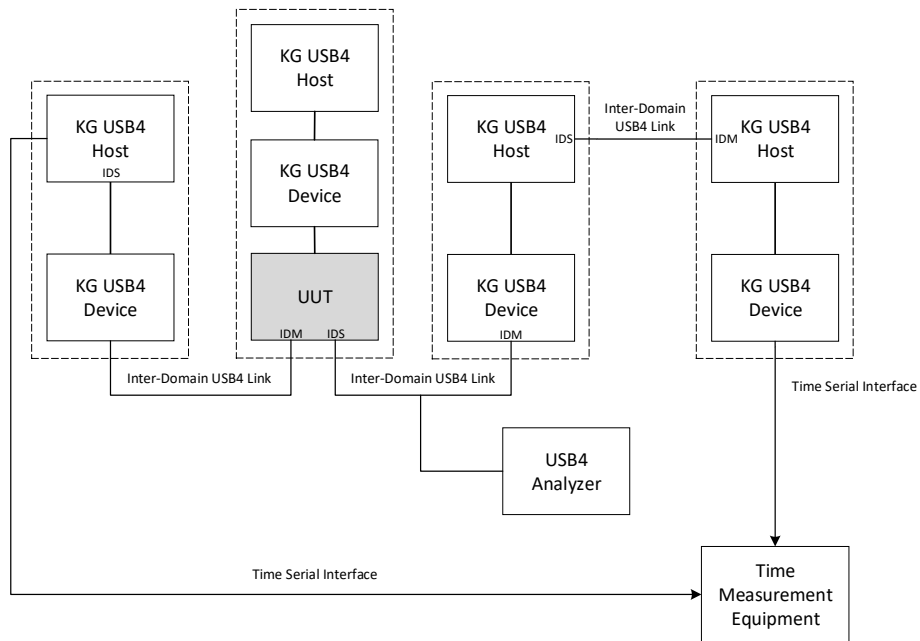 KG USB4
Host
IDS
KG USB4
Device
KG USB4
Host
KG USB4
Device
UUT
IDM
IDS
KG USB4
Host
IDS
KG USB4
Device
IDM
Inter-Domain
USB4 Link
KG USB4
Host
IDM
KG USB4
Device
Inter-Domain USB4 Link
Inter-Domain USB4 Link
Time Serial Interface
USB4
Analyzer
Time Serial Interface
Time
Measurement
Equipment